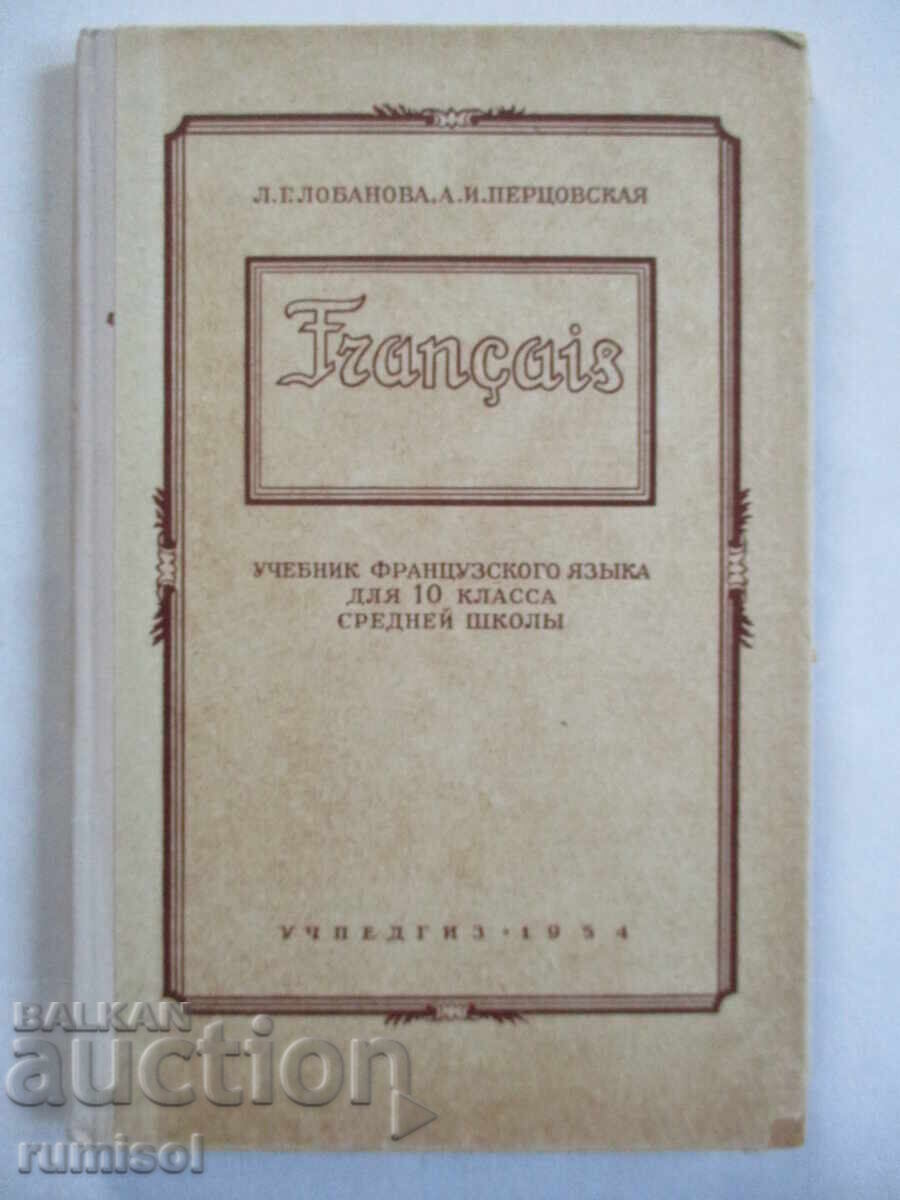 Л.Г.ЛОБАНОВА.А.И.ПЕРЦОВСКАЯ
Français
УЧЕБНИК ФРАНЦУЗСКОГО ЯЗЫКА
ДЛЯ 10 КЛАССА
СРЕДНЕЙ ШКОЛЫ
УЧПЕДГИЗ • 1954
BALKAN
auction
rumisol